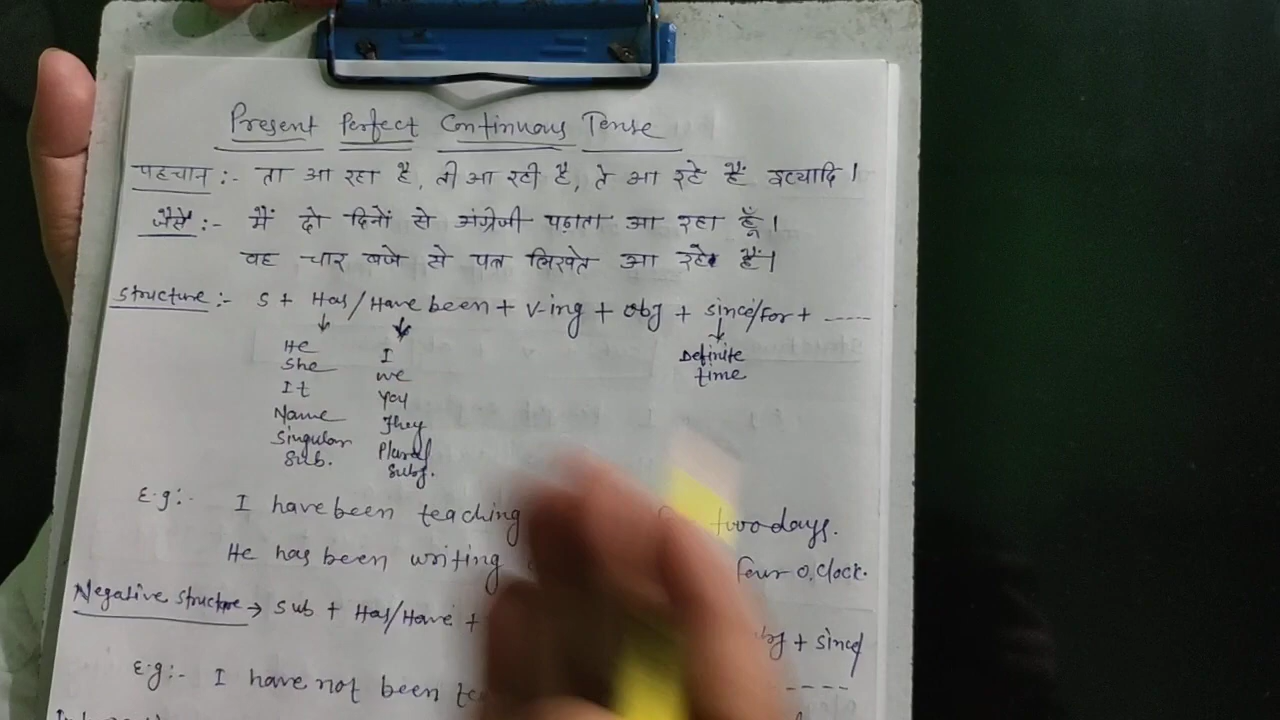 Present Perfect Continuous Tense
पहचान :- ता आ रहा है, ती आ रही है, ते आ रहे हैं इत्यादि।
जैसे :- मैं दो दिनों से अंग्रेजी पढ़ाता आ रहा हूँ।
वह चार बजे से पत्र लिखते आ रहे हैं।
Structure :- S + Has/Have been + V-ing + obj + since/For + ----
He I Definite
She we time
It You
Name They
Singular Plural
Sub. Subj.
E.g:- I have been teaching two days.
He has been writing four O,clock.
Negative structure → Sub + Has/Have + obj + since/
E.g:- I have not been ----